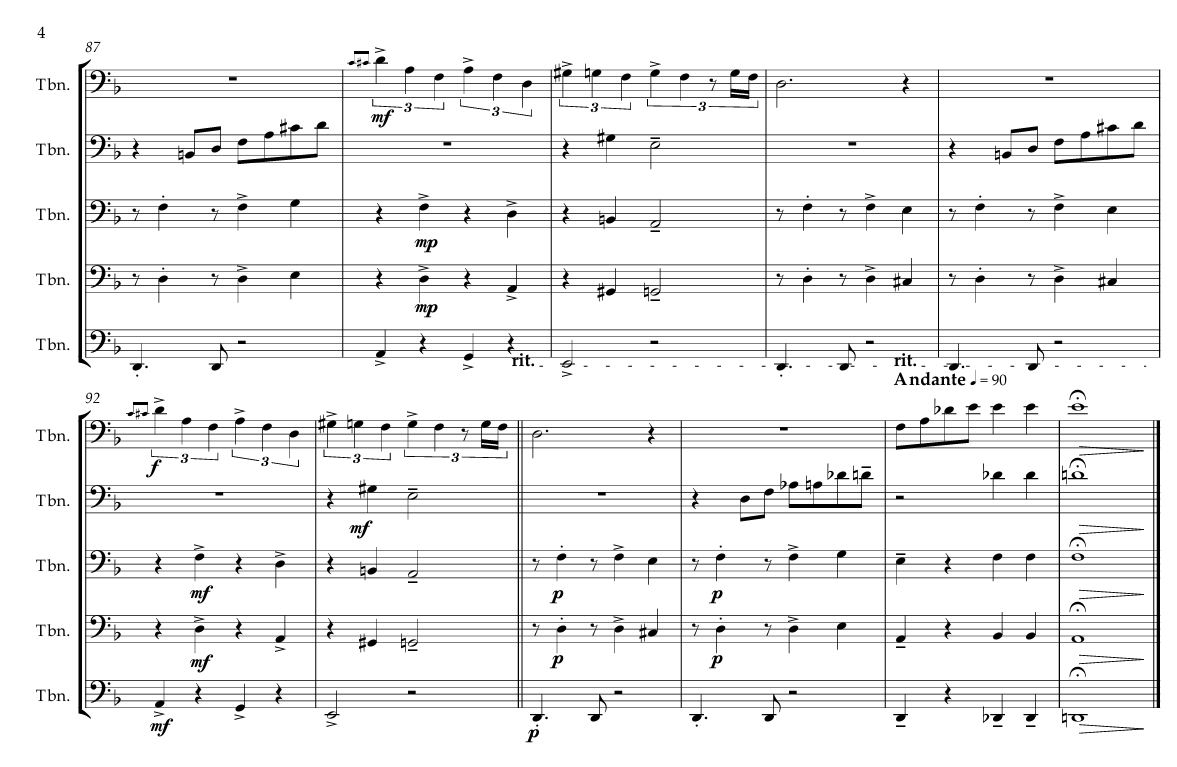 4
87
Tbn.
3 3 3 3
mf
Tbn.
Tbn.
mp
Tbn.
mp
Tbn.
rit. rit.
Andante ♩ = 90
92
Tbn.
3 3 3 3
f
Tbn.
mf
Tbn.
mf p p
Tbn.
mf p p
Tbn.
mf p